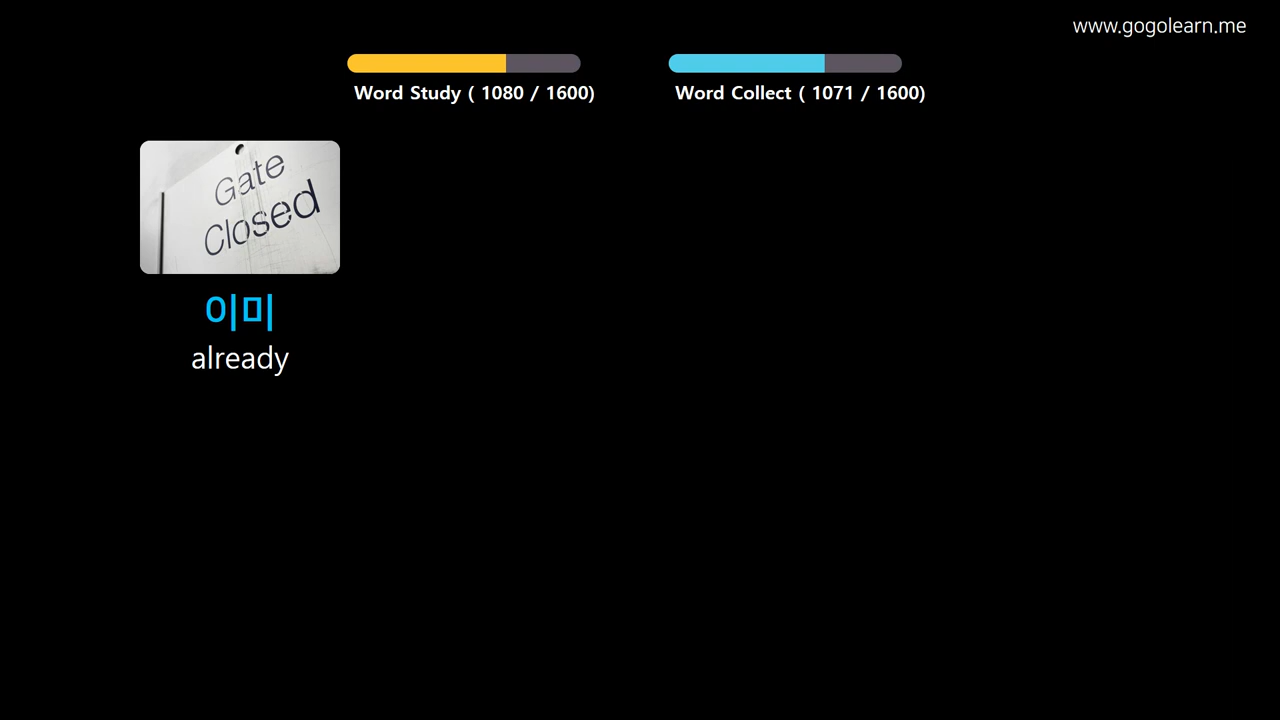 www.gogolearn.me
Word Study ( 1080 / 1600)
Word Collect ( 1071 / 1600)
Gate
Closed
이미
already